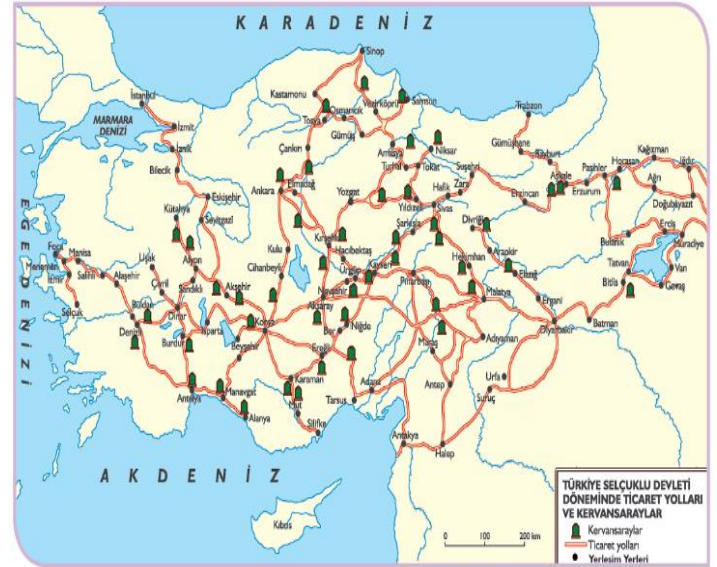 KARADENİZ
Sinop
Kastamonu
Vezirköprü
Samsun
İstanbul
Tosya
Osmancık
Trabzon
MARMARA
DENİZİ
İzmit
Gümüş
İznik
Çankırı
Amasya
Niksar
Gümüşhane
Bayburt
Turhal
Tokat
Suşehri
Pasinler
Horasan
Kağızman
Iğdır
Bilecik
Ankara
Elmadağ
Yozgat
Hafik
Zara
Erzincan
Aşkale
Erzurum
Ağrı
Doğubayazıt
Eskişehir
Yıldızeli
Sivas
Kütahya
Seyitgazi
Divriği
Kırşehir
Şarkışla
EGE DENİZİ
Foça
Manisa
Uşak
Afyon
Kulu
Hacıbektaş
Hekimhan
Arapkir
Bulanık
Erciş
Muradiye
Menemen
İzmir
Salihli
Alaşehir
Çivril
Sandıklı
Akşehir
Cihanbeyli
Ürgüp
Kayseri
Pınarbaşı
Elazığ
Tatvan
Van
Nevşehir
Bitlis
Gevaş
Selçuk
Buldan
Dinar
Aksaray
Malatya
Ergani
Denizli
Isparta
Konya
Bor
Niğde
Diyarbakır
Batman
Burdur
Beyşehir
Ereğli
Maraş
Adıyaman
Karaman
Adana
Antep
Urfa
Antalya
Manavgat
Mut
Tarsus
Suruç
Alanya
Silifke
Antakya
Halep
AKDENİZ
Kıbrıs
0 100 200 km
TÜRKİYE SELÇUKLU DEVLETİ
DÖNEMİNDE TİCARET YOLLARI
VE KERVANSARAYLAR
Kervansaraylar
Ticaret yolları
Yerleşim Yerleri